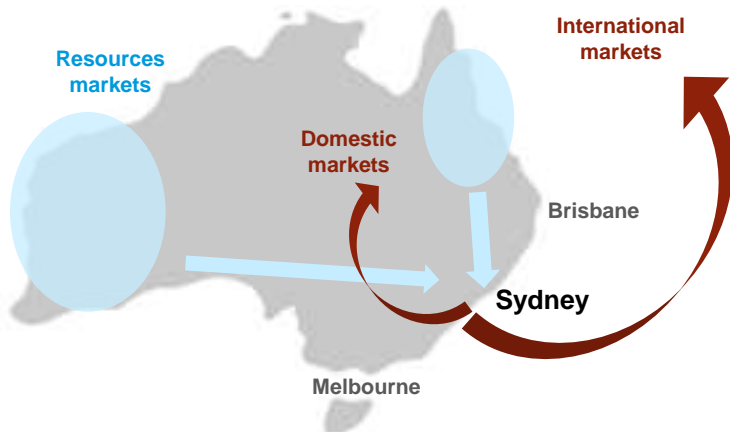 International
markets
Resources
markets
Domestic
markets
Brisbane
Sydney
Melbourne